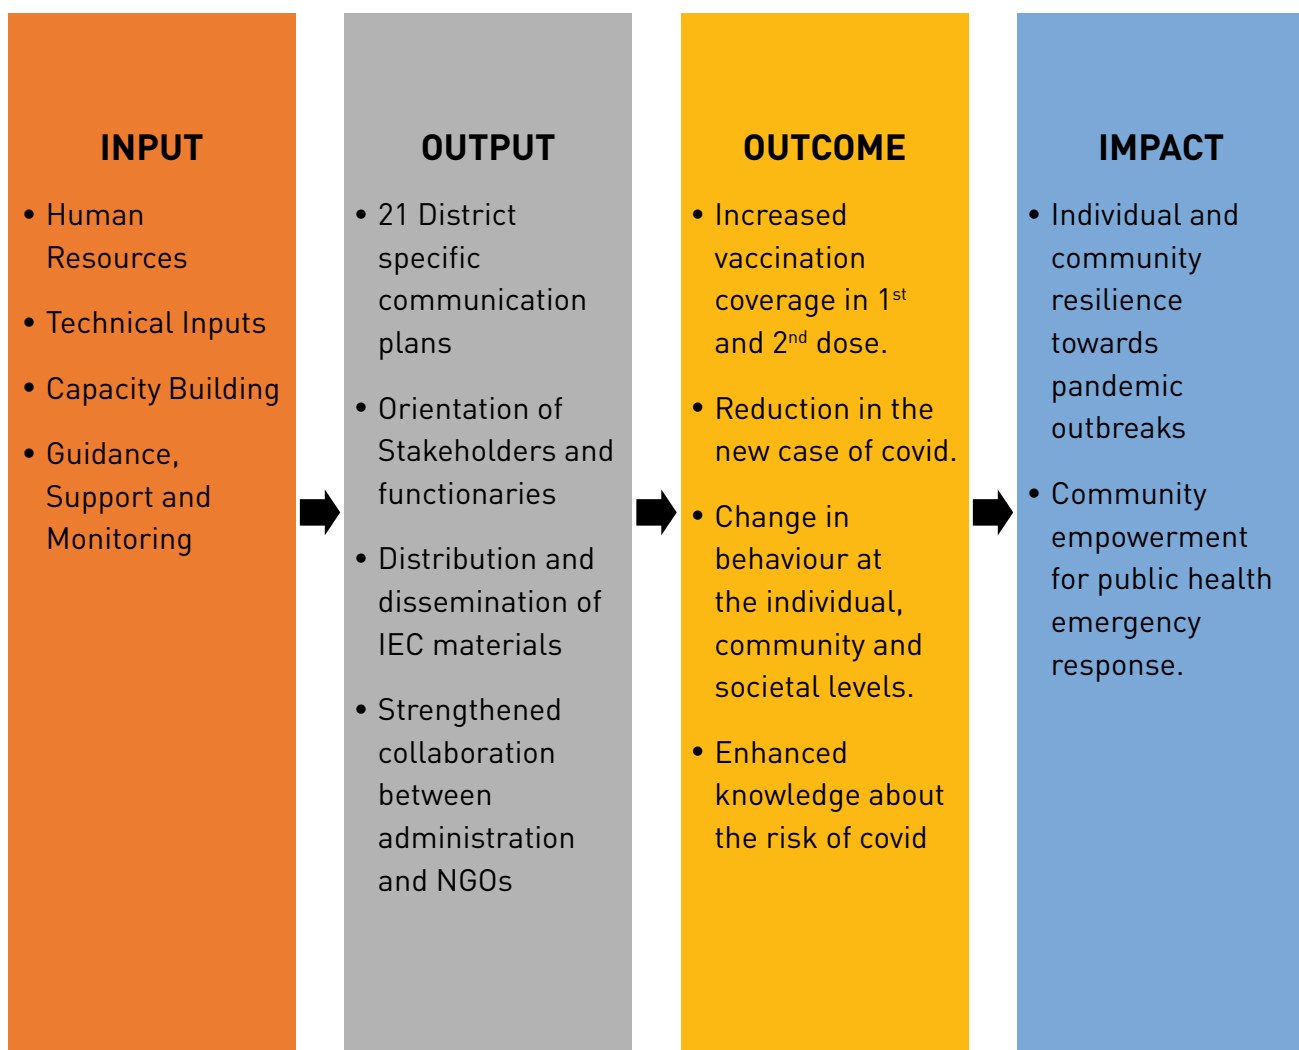 INPUT
• Human
Resources
• Technical Inputs
• Capacity Building
• Guidance,
Support and
Monitoring
OUTPUT
• 21 District
specific
communication
plans
• Orientation of
Stakeholders and
functionaries
• Distribution and
dissemination of
IEC materials
• Strengthened
collaboration
between
administration
and NGOs
OUTCOME
• Increased
vaccination
coverage in 1st
and 2nd dose.
• Reduction in the
new case of covid.
• Change in
behaviour at
the individual,
community and
societal levels.
• Enhanced
knowledge about
the risk of covid
IMPACT
• Individual and
community
resilience
towards
pandemic
outbreaks
• Community
empowerment
for public health
emergency
response.